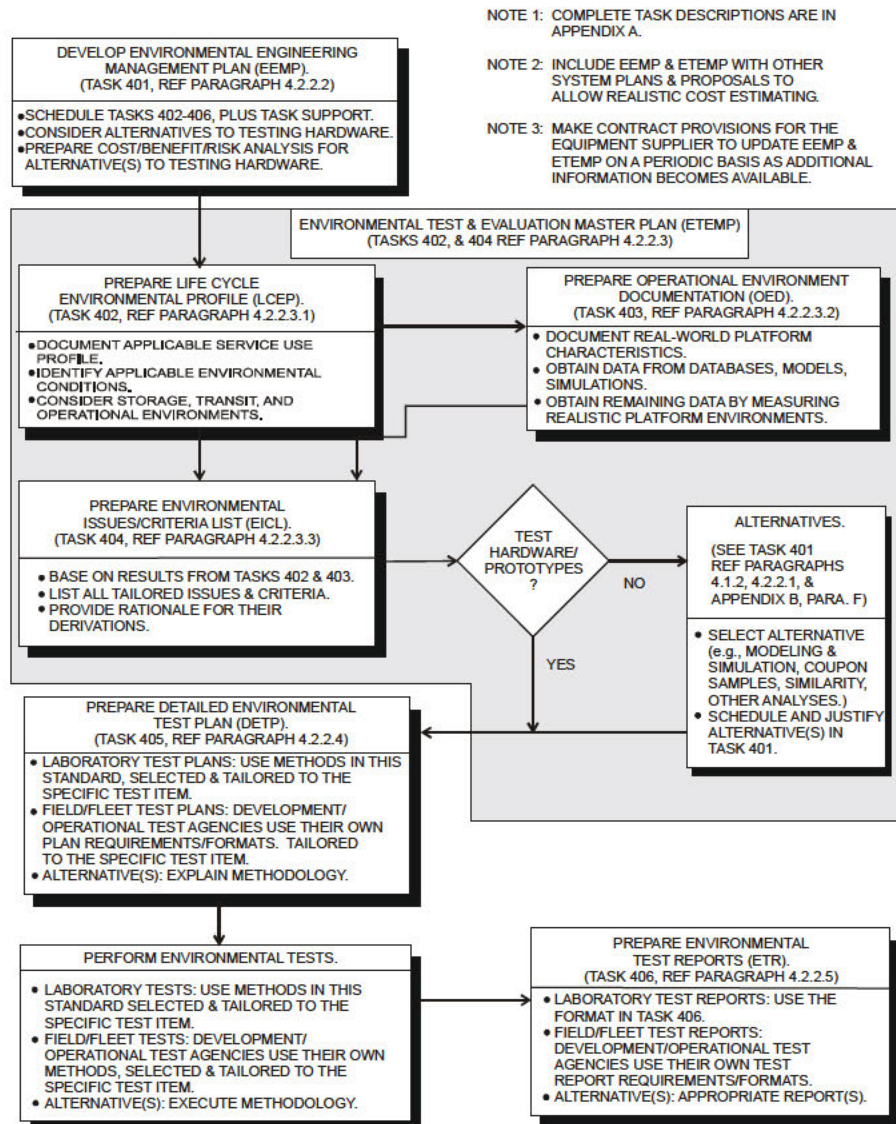 NOTE 1: COMPLETE TASK DESCRIPTIONS ARE IN
APPENDIX A.
NOTE 2: INCLUDE EEMP & ETEMP WITH OTHER
SYSTEM PLANS & PROPOSALS TO
ALLOW REALISTIC COST ESTIMATING.
NOTE 3: MAKE CONTRACT PROVISIONS FOR THE
EQUIPMENT SUPPLIER TO UPDATE EEMP &
ETEMP ON A PERIODIC BASIS AS ADDITIONAL
INFORMATION BECOMES AVAILABLE.
DEVELOP ENVIRONMENTAL ENGINEERING
MANAGEMENT PLAN (EEMP).
(TASK 401, REF PARAGRAPH 4.2.2.2)
●SCHEDULE TASKS 402-406, PLUS TASK SUPPORT.
●CONSIDER ALTERNATIVES TO TESTING HARDWARE.
●PREPARE COST/BENEFIT/RISK ANALYSIS FOR
ALTERNATIVE(S) TO TESTING HARDWARE.
ENVIRONMENTAL TEST & EVALUATION MASTER PLAN (ETEMP)
(TASKS 402, & 404 REF PARAGRAPH 4.2.2.3)
PREPARE LIFE CYCLE
ENVIRONMENTAL PROFILE (LCEP).
(TASK 402, REF PARAGRAPH 4.2.2.3.1)
●DOCUMENT APPLICABLE SERVICE USE
PROFILE.
●IDENTIFY APPLICABLE ENVIRONMENTAL
CONDITIONS.
●CONSIDER STORAGE, TRANSIT, AND
OPERATIONAL ENVIRONMENTS.
PREPARE OPERATIONAL ENVIRONMENT
DOCUMENTATION (OED).
(TASK 403, REF PARAGRAPH 4.2.2.3.2)
● DOCUMENT REAL-WORLD PLATFORM
CHARACTERISTICS.
● OBTAIN DATA FROM DATABASES, MODELS,
SIMULATIONS.
● OBTAIN REMAINING DATA BY MEASURING
REALISTIC PLATFORM ENVIRONMENTS.
PREPARE ENVIRONMENTAL
ISSUES/CRITERIA LIST (EICL).
(TASK 404, REF PARAGRAPH 4.2.2.3.3)
● BASE ON RESULTS FROM TASKS 402 & 403.
● LIST ALL TAILORED ISSUES & CRITERIA.
● PROVIDE RATIONALE FOR THEIR
DERIVATIONS.
TEST
HARDWARE/
PROTOTYPES
?
NO
YES
ALTERNATIVES.
(SEE TASK 401
REF PARAGRAPHS
4.1.2, 4.2.2.1, &
APPENDIX B, PARA. F)
● SELECT ALTERNATIVE
(e.g., MODELING &
SIMULATION, COUPON
SAMPLES, SIMILARITY,
OTHER ANALYSES.)
● SCHEDULE AND JUSTIFY
ALTERNATIVE(S) IN
TASK 401.
PREPARE DETAILED ENVIRONMENTAL
TEST PLAN (DETP).
(TASK 405, REF PARAGRAPH 4.2.2.4)
● LABORATORY TEST PLANS: USE METHODS IN THIS
STANDARD, SELECTED & TAILORED TO THE
SPECIFIC TEST ITEM.
● FIELD/FLEET TEST PLANS: DEVELOPMENT/
OPERATIONAL TEST AGENCIES USE THEIR OWN
PLAN REQUIREMENTS/FORMATS. TAILORED
TO THE SPECIFIC TEST ITEM.
● ALTERNATIVE(S): EXPLAIN METHODOLOGY.
PERFORM ENVIRONMENTAL TESTS.
● LABORATORY TESTS: USE METHODS IN THIS
STANDARD SELECTED & TAILORED TO THE
SPECIFIC TEST ITEM.
● FIELD/FLEET TESTS: DEVELOPMENT/
OPERATIONAL TEST AGENCIES USE THEIR OWN
METHODS, SELECTED & TAILORED TO THE
SPECIFIC TEST ITEM.
● ALTERNATIVE(S): EXECUTE METHODOLOGY.
PREPARE ENVIRONMENTAL
TEST REPORTS (ETR).
(TASK 406, REF PARAGRAPH 4.2.2.5)
● LABORATORY TEST REPORTS: USE THE
FORMAT IN TASK 406.
● FIELD/FLEET TEST REPORTS:
DEVELOPMENT/OPERATIONAL TEST
AGENCIES USE THEIR OWN TEST
REPORT REQUIREMENTS/FORMATS.
● ALTERNATIVE(S): APPROPRIATE REPORT(S).